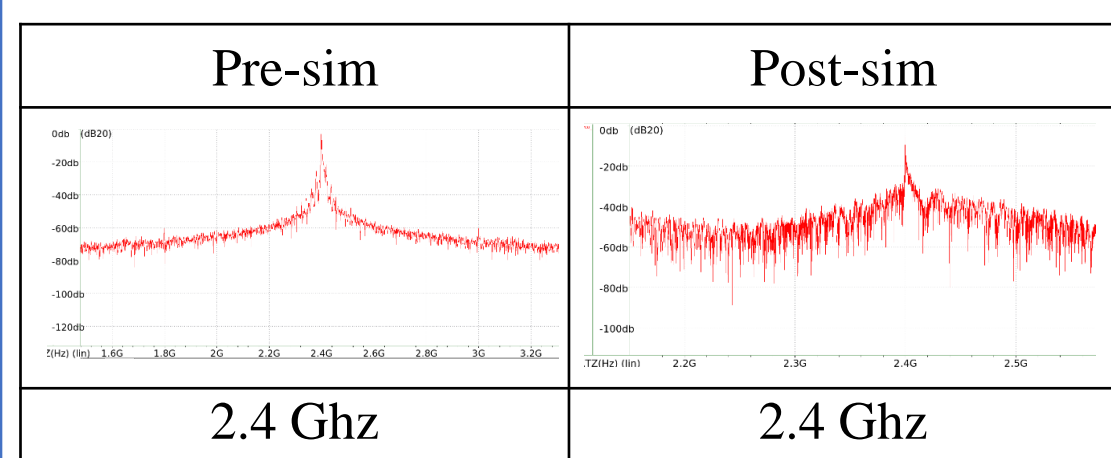 Pre-sim
Post-sim
0db (dB20)
-20db
-40db
-60db
-80db
-100db
-120db
Z(Hz) (lin) 1.6G 1.8G 2G 2.2G 2.4G 2.6G 2.8G 3G 3.2G
0db (dB20)
-20db
-40db
-60db
-80db
-100db
.TZ(Hz) (lin) 2.2G 2.3G 2.4G 2.5G
2.4 Ghz
2.4 Ghz